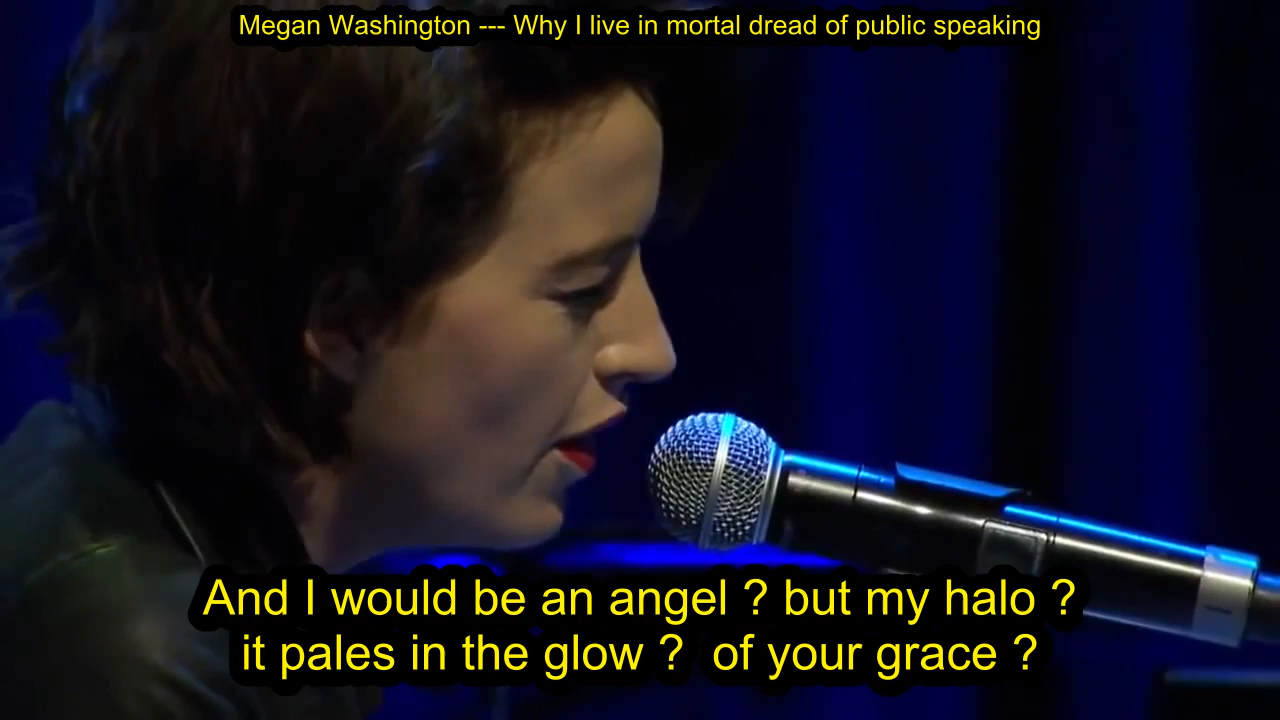 Megan Washington --- Why I live in mortal dread of public speaking
And I would be an angel ? but my halo ?
it pales in the glow ?  of your grace ?